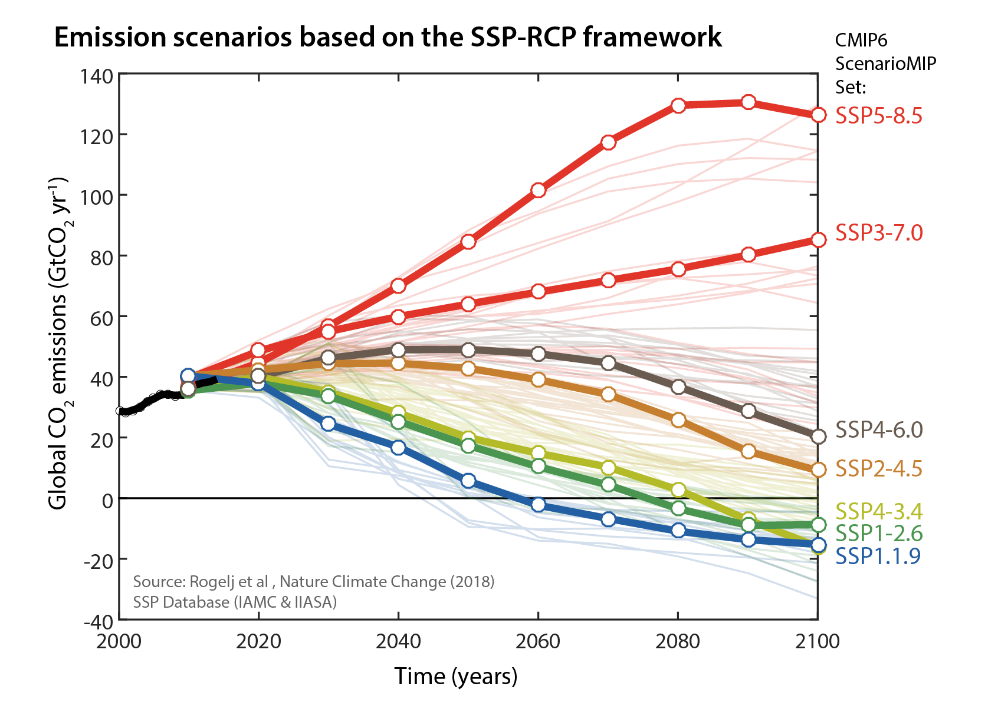 Emission scenarios based on the SSP-RCP framework
CMIP6
ScenarioMIP
Set:
Global CO2 emissions (GtCO2 yr-1)
140
120
100
80
60
40
20
0
-20
-40
SSP5-8.5
SSP3-7.0
SSP4-6.0
SSP2-4.5
SSP4-3.4
SSP1-2.6
SSP1.1.9
Source: Rogelj et al , Nature Climate Change (2018)
SSP Database (IAMC & IIASA)
2000 2020 2040 2060 2080 2100
Time (years)